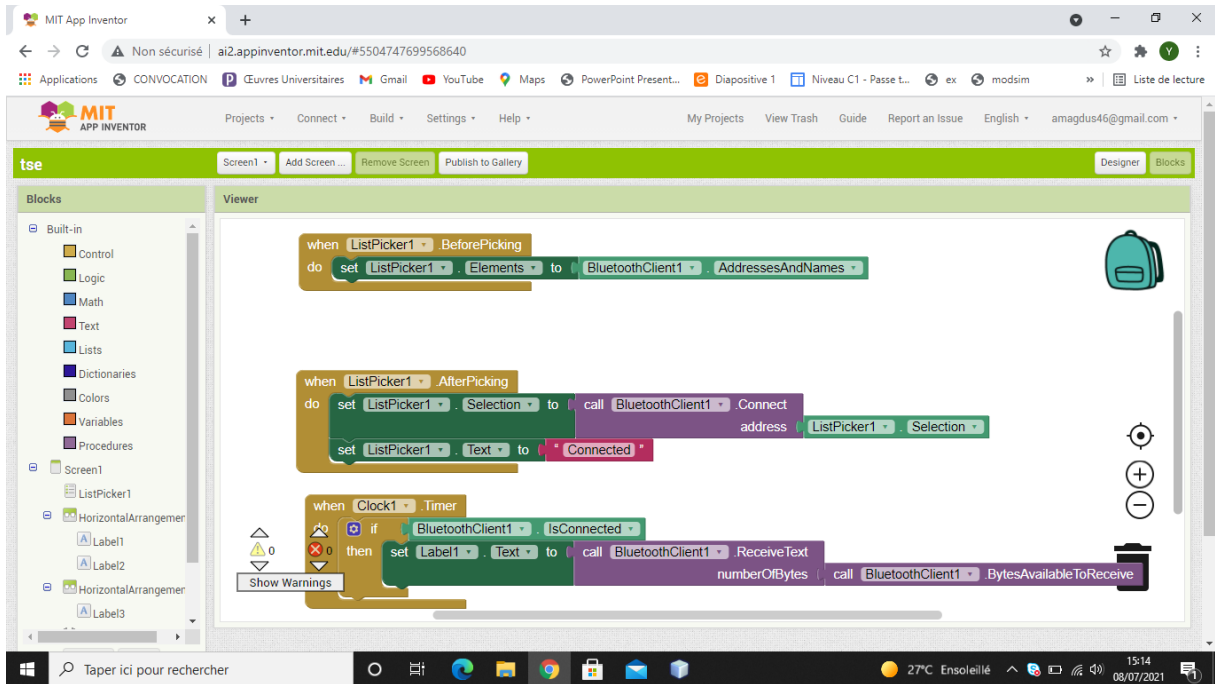 MIT App Inventor
Non sécurisé | ai2.appinventor.mit.edu/#5504747699568640
Y
Applications CONVOCATION Œuvres Universitaires Gmail YouTube Maps PowerPoint Present... Diapositive 1 Niveau C1 - Passe t... ex modsim » Liste de lecture
MIT
APP INVENTOR
Projects Connect Build Settings Help My Projects View Trash Guide Report an Issue English amagdus46@gmail.com
tse Screen1 Add Screen ... Remove Screen Publish to Gallery Designer Blocks
Blocks Viewer
Built-in
Control
Logic
Math
Text
Lists
Dictionaries
Colors
Variables
Procedures
Screen1
ListPicker1
HorizontalArrangemen
Label1
Label2
HorizontalArrangemen
Label3
when ListPicker1 .BeforePicking
do set ListPicker1 . Elements to BluetoothClient1 . AddressesAndNames
when ListPicker1 .AfterPicking
do set ListPicker1 . Selection to call BluetoothClient1 .Connect
address ListPicker1 . Selection
set ListPicker1 . Text to " Connected "
when Clock1 .Timer
do if BluetoothClient1 . IsConnected
then set Label1 . Text to call BluetoothClient1 .ReceiveText
numberOfBytes call BluetoothClient1 .BytesAvailableToReceive
0 0
Show Warnings
Taper ici pour rechercher 27°C Ensoleillé 15:14
08/07/2021
1